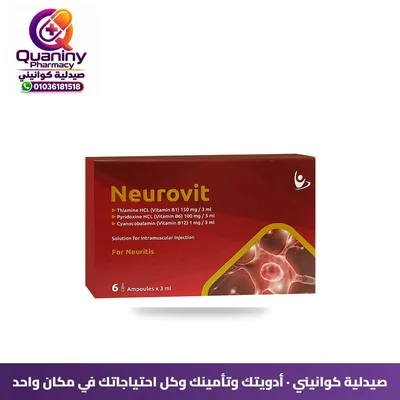 Quaniny
Pharmacy
صيدلية كوانيني
01036181518
Neurovit
Thiamine HCL (Vitamin B1) 150 mg / 3 ml
Pyridoxine HCL (Vitamin B6) 100 mg / 3 ml
Cyanocobalamin (Vitamin B12) 1 mg / 3 ml
Solution for Intramuscular Injection
For Neuritis
6 Ampoules x 3 ml
صيدلية كوانيني - أدويتك وتأمينك وكل احتياجاتك في مكان واحد